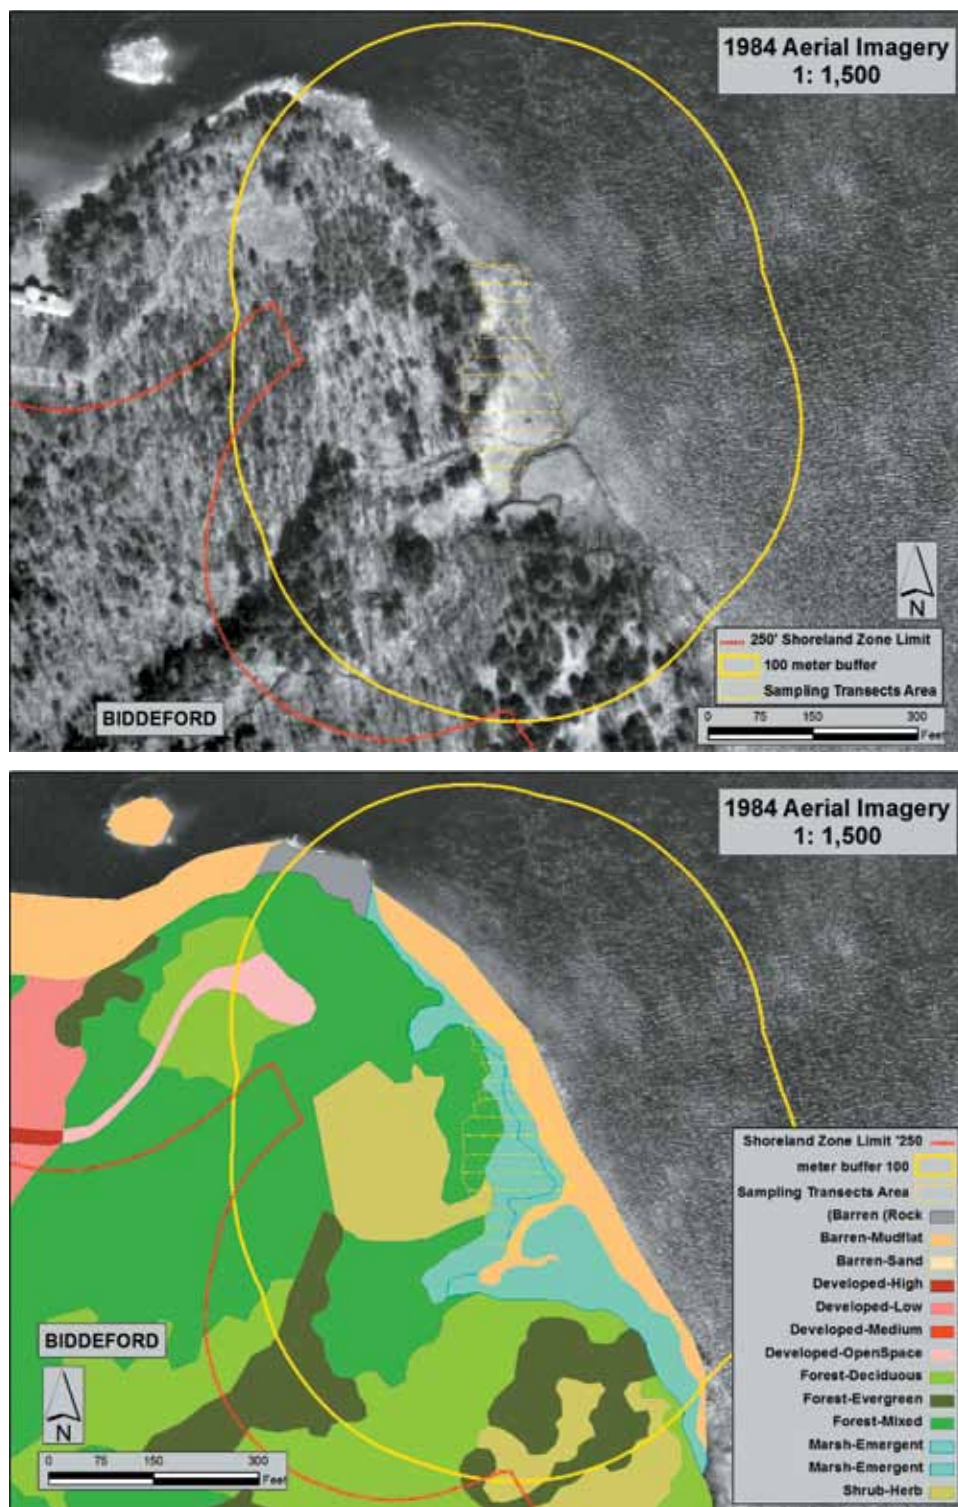 1984 Aerial Imagery
1: 1,500
N
250' Shoreland Zone Limit
100 meter buffer
Sampling Transects Area
BIDDEFORD
0 75 150 300
Feet
1984 Aerial Imagery
1: 1,500
Shoreland Zone Limit '250
meter buffer 100
Sampling Transects Area
(Barren (Rock
Barren-Mudflat
Barren-Sand
Developed-High
Developed-Low
Developed-Medium
Developed-OpenSpace
Forest-Deciduous
Forest-Evergreen
Forest-Mixed
Marsh-Emergent
Marsh-Emergent
Shrub-Herb
BIDDEFORD
N
0 75 150 300
Feet